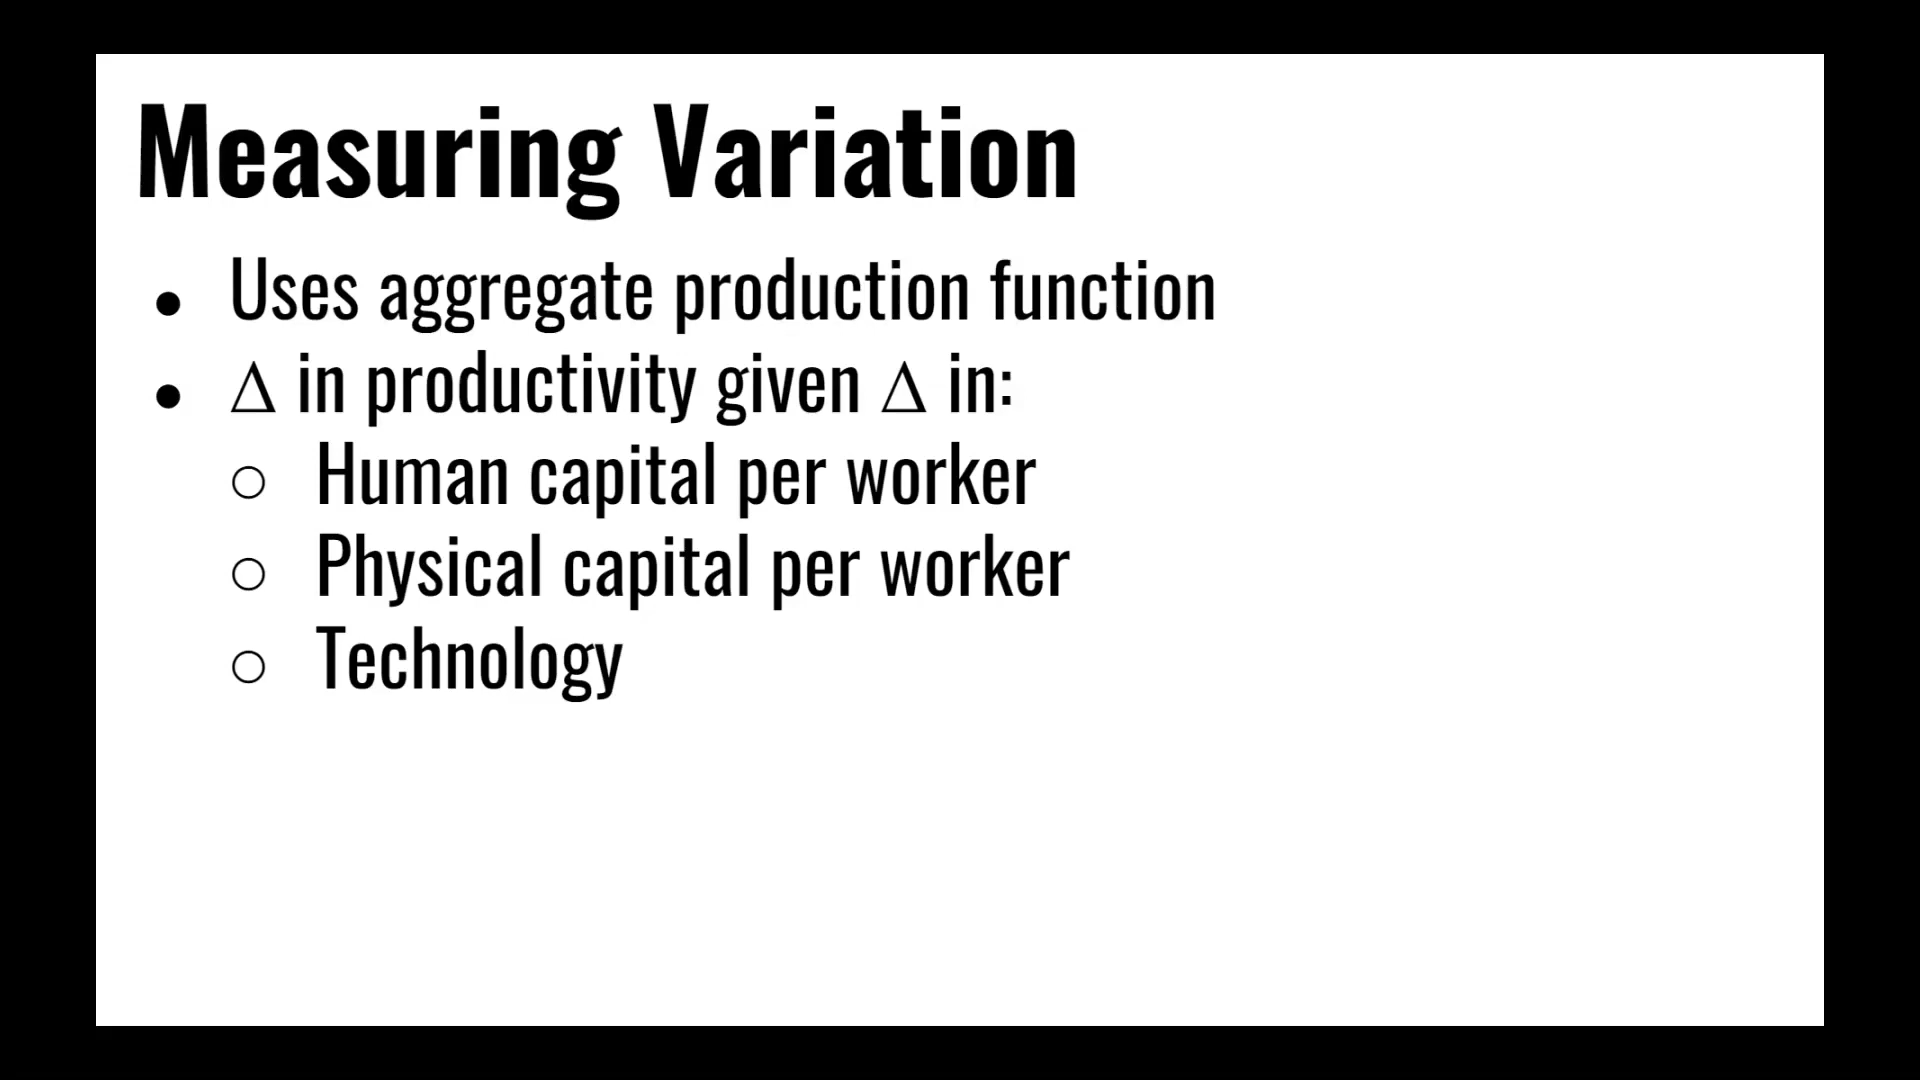 Measuring Variation
● Uses aggregate production function
● Δ in productivity given Δ in:
○ Human capital per worker
○ Physical capital per worker
○ Technology